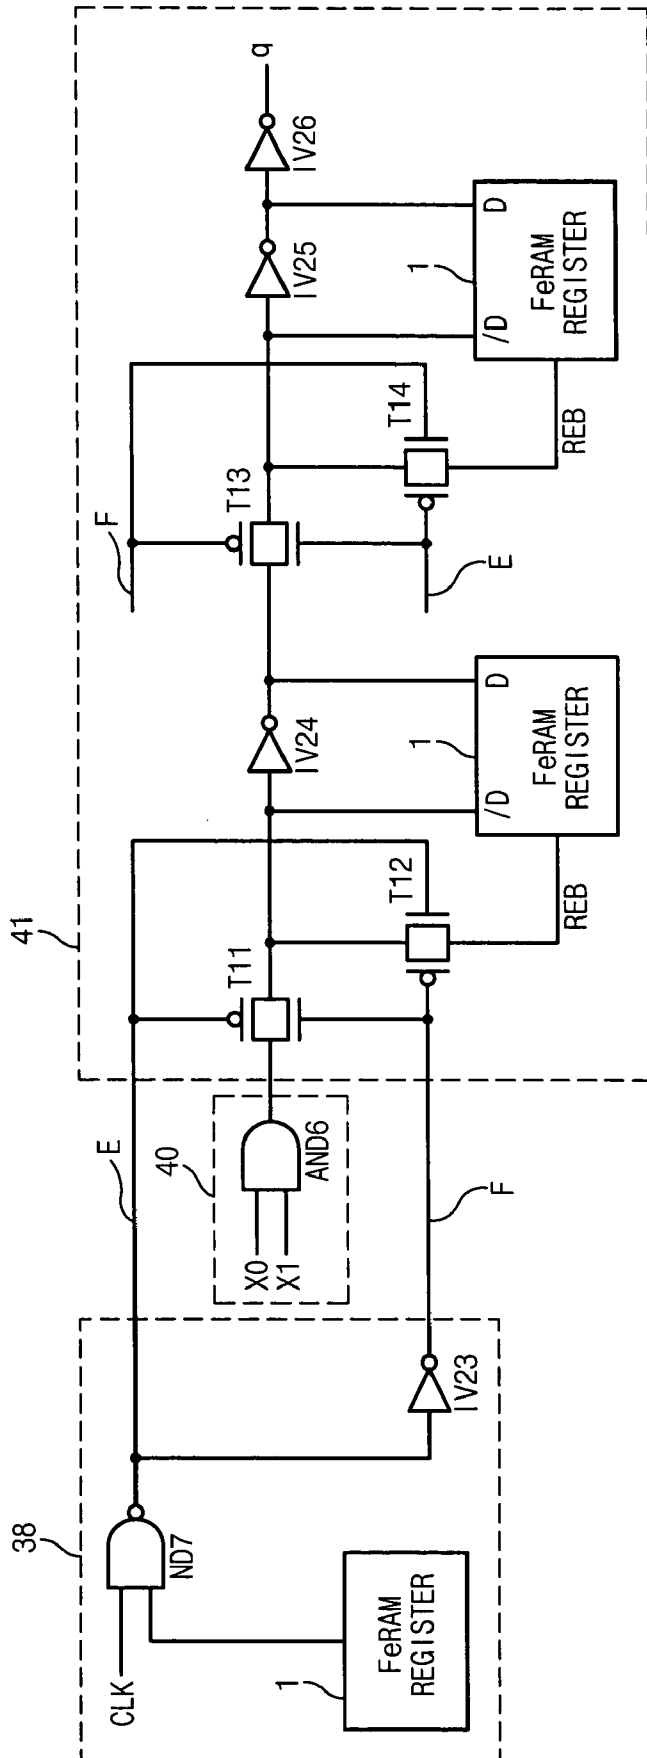 38
CLK
ND7
1
FeRAM
REGISTER
IV23
E
F
40
X0
X1
AND6
41
T11
T12
REB
IV24
/D
D
1
FeRAM
REGISTER
F
E
T13
T14
REB
IV25
/D
D
1
FeRAM
REGISTER
IV26
q